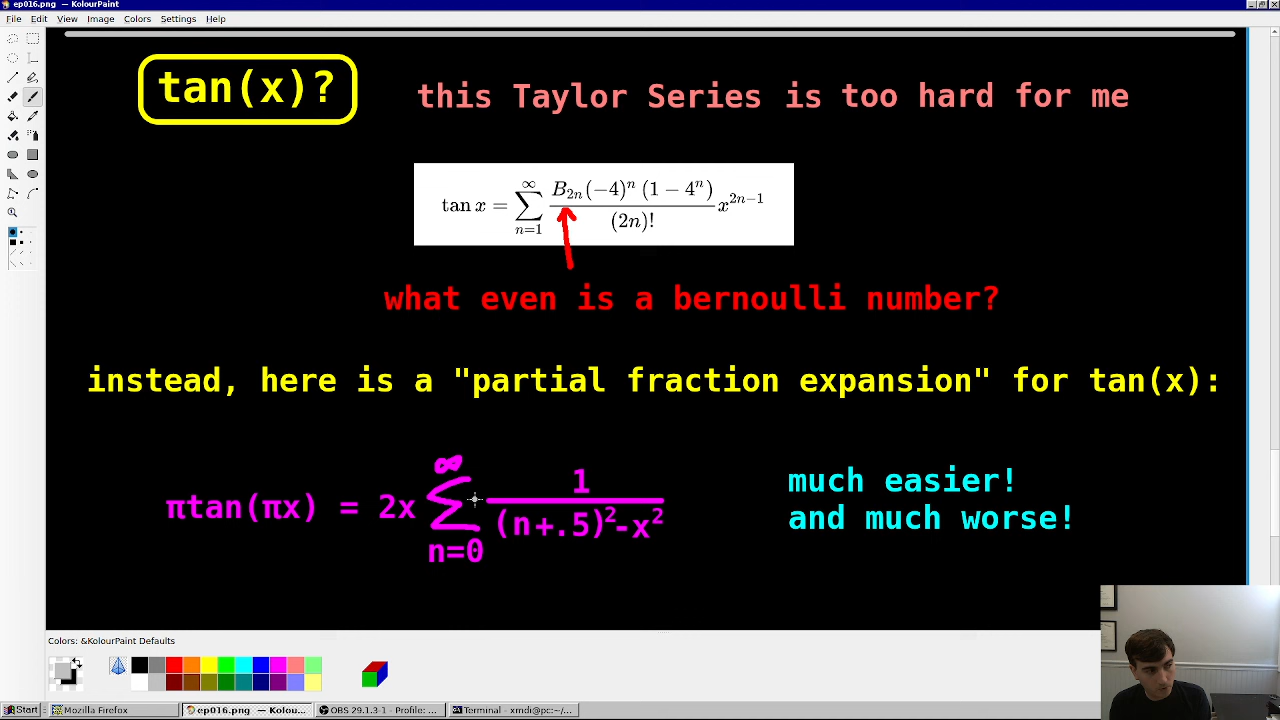 ep016.png — KolourPaint
File Edit View Image Colors Settings Help
tan(x)?
this Taylor Series is too hard for me
tan x = ∑_{n=1}^{∞} \frac{B_{2n}(−4)^n (1 − 4^n)}{(2n)!} x^{2n−1}
what even is a bernoulli number?
instead, here is a "partial fraction expansion" for tan(x):
πtan(πx) = 2x ∑_{n=0}^{∞} \frac{1}{(n+.5)^2-x^2}
much easier!
and much worse!
Colors: &KolourPaint Defaults
Start Mozilla Firefox ep016.png — Kolou... OBS 29.1.3-1 - Profile: ... Terminal - xmdi@pc:~/...